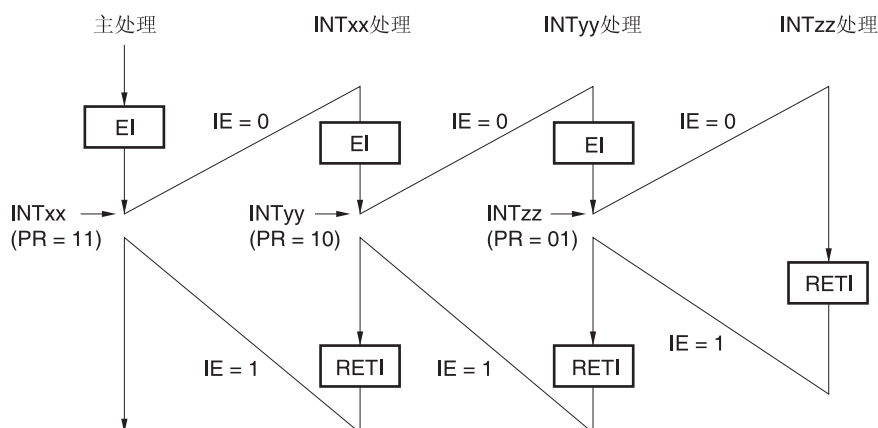 主处理
INTxx处理
INTyy处理
INTzz处理
EI
IE = 0
EI
IE = 0
EI
IE = 0
INTxx
(PR = 11)
INTyy
(PR = 10)
INTzz
(PR = 01)
RETI
IE = 1
RETI
IE = 1
RETI
IE = 1